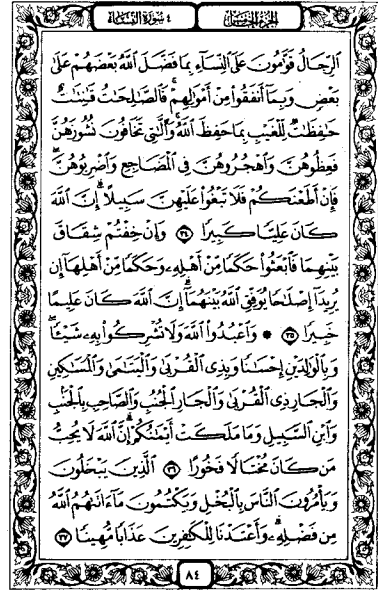 الجزء الخامس
٤ سورة النساء
ٱلرِّجَالُ قَوَّٰمُونَ عَلَى ٱلنِّسَآءِ بِمَا فَضَّلَ ٱللَّهُ بَعْضَهُمْ عَلَىٰ
بَعْضٍ وَبِمَآ أَنفَقُوا۟ مِنْ أَمْوَٰلِهِمْ ۚ فَٱلصَّٰلِحَٰتُ قَٰنِتَٰتٌ
حَٰفِظَٰتٌ لِّلْغَيْبِ بِمَا حَفِظَ ٱللَّهُ ۚ وَٱلَّٰتِى تَخَافُونَ نُشُوزَهُنَّ
فَعِظُوهُنَّ وَٱهْجُرُوهُنَّ فِى ٱلْمَضَاجِعِ وَٱضْرِبُوهُنَّ ۖ
فَإِنْ أَطَعْنَكُمْ فَلَا تَبْغُوا۟ عَلَيْهِنَّ سَبِيلًا ۗ إِنَّ ٱللَّهَ
كَانَ عَلِيًّا كَبِيرًا ٣٤ وَإِنْ خِفْتُمْ شِقَاقَ
بَيْنِهِمَا فَٱبْعَثُوا۟ حَكَمًا مِّنْ أَهْلِهِۦ وَحَكَمًا مِّنْ أَهْلِهَآ إِن
يُرِيدَآ إِصْلَٰحًا يُوَفِّقِ ٱللَّهُ بَيْنَهُمَآ ۗ إِنَّ ٱللَّهَ كَانَ عَلِيمًا
خَبِيرًا ٣٥ ۞ وَٱعْبُدُوا۟ ٱللَّهَ وَلَا تُشْرِكُوا۟ بِهِۦ شَيْـًٔا ۖ
وَبِٱلْوَٰلِدَيْنِ إِحْسَٰنًا وَبِذِى ٱلْقُرْبَىٰ وَٱلْيَتَٰمَىٰ وَٱلْمَسَٰكِينِ
وَٱلْجَارِ ذِى ٱلْقُرْبَىٰ وَٱلْجَارِ ٱلْجُنُبِ وَٱلصَّاحِبِ بِٱلْجَنۢبِ
وَٱبْنِ ٱلسَّبِيلِ وَمَا مَلَكَتْ أَيْمَٰنُكُمْ ۗ إِنَّ ٱللَّهَ لَا يُحِبُّ
مَن كَانَ مُخْتَالًا فَخُورًا ٣٦ ٱلَّذِينَ يَبْخَلُونَ
وَيَأْمُرُونَ ٱلنَّاسَ بِٱلْبُخْلِ وَيَكْتُمُونَ مَآ ءَاتَىٰهُمُ ٱللَّهُ
مِن فَضْلِهِۦ ۗ وَأَعْتَدْنَا لِلْكَٰفِرِينَ عَذَابًا مُّهِينًا ٣٧
٨٤